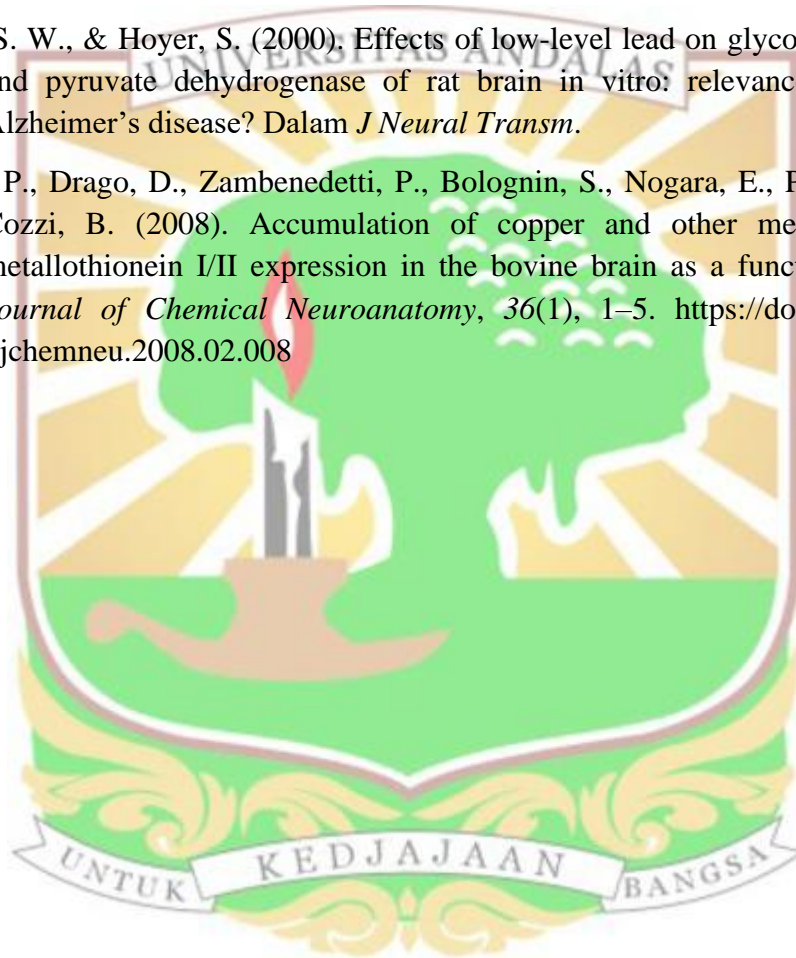 S. W., & Hoyer, S. (2000). Effects of low-level lead on glyco
nd pyruvate dehydrogenase of rat brain in vitro: relevanc
Alzheimer’s disease? Dalam J Neural Transm.
P., Drago, D., Zambenedetti, P., Bolognin, S., Nogara, E., P
Cozzi, B. (2008). Accumulation of copper and other me
metallothionein I/II expression in the bovine brain as a func
ournal of Chemical Neuroanatomy, 36(1), 1–5. https://do
jchemneu.2008.02.008
UNIVERSITAS ANDALAS
UNTUK KEDJAJAAN BANGSA